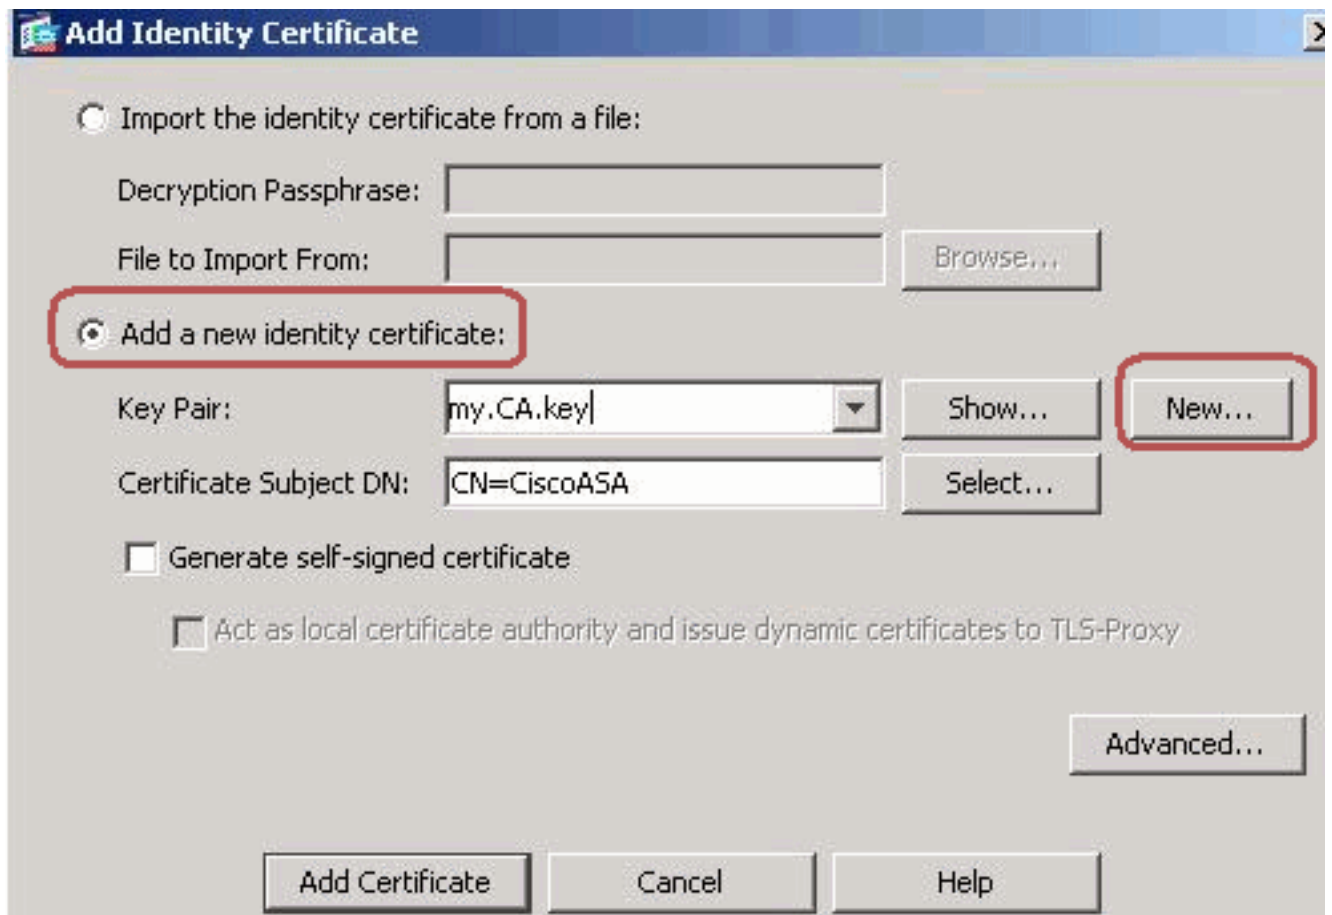 Add Identity Certificate
Import the identity certificate from a file:
Decryption Passphrase:
File to Import From:
Browse...
Add a new identity certificate:
Key Pair:
my.CA.key
Show...
New...
Certificate Subject DN:
CN=CiscoASA
Select...
Generate self-signed certificate
Act as local certificate authority and issue dynamic certificates to TLS-Proxy
Advanced...
Add Certificate
Cancel
Help